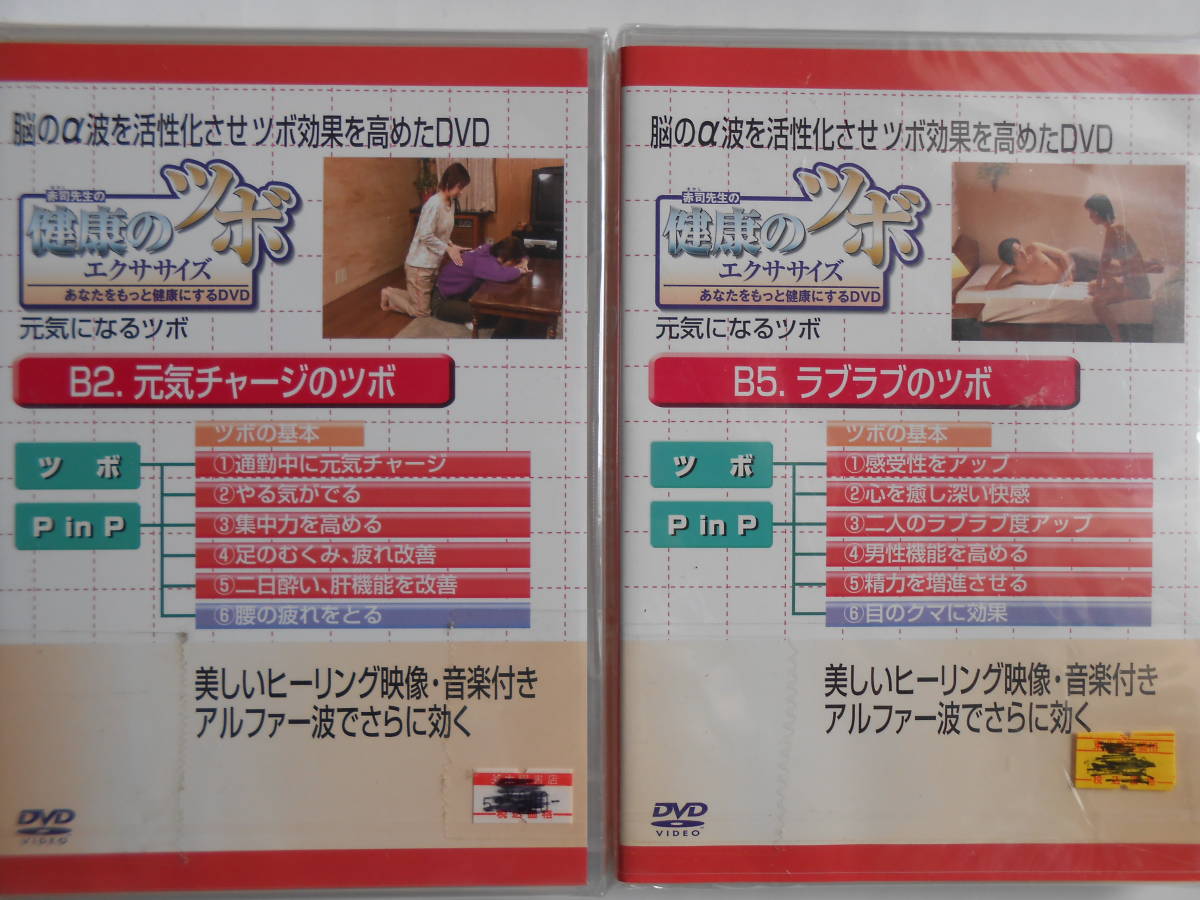 脳のα波を活性化させツボ効果を高めたDVD
赤司先生の
健康のツボ
エクササイズ
あなたをもっと健康にするDVD
元気になるツボ
B2. 元気チャージのツボ
ツボの基本
ツボ
①通勤中に元気チャージ
②やる気がでる
P in P
③集中力を高める
④足のむくみ、疲れ改善
⑤二日酔い、肝機能を改善
⑥腰の疲れをとる
美しいヒーリング映像・音楽付き
アルファー波でさらに効く
税込価格
DVD
VIDEO
脳のα波を活性化させツボ効果を高めたDVD
赤司先生の
健康のツボ
エクササイズ
あなたをもっと健康にするDVD
元気になるツボ
B5. ラブラブのツボ
ツボの基本
ツボ
①感受性をアップ
②心を癒し深い快感
P in P
③二人のラブラブ度アップ
④男性機能を高める
⑤精力を増進させる
⑥目のクマに効果
美しいヒーリング映像・音楽付き
アルファー波でさらに効く
DVD
VIDEO